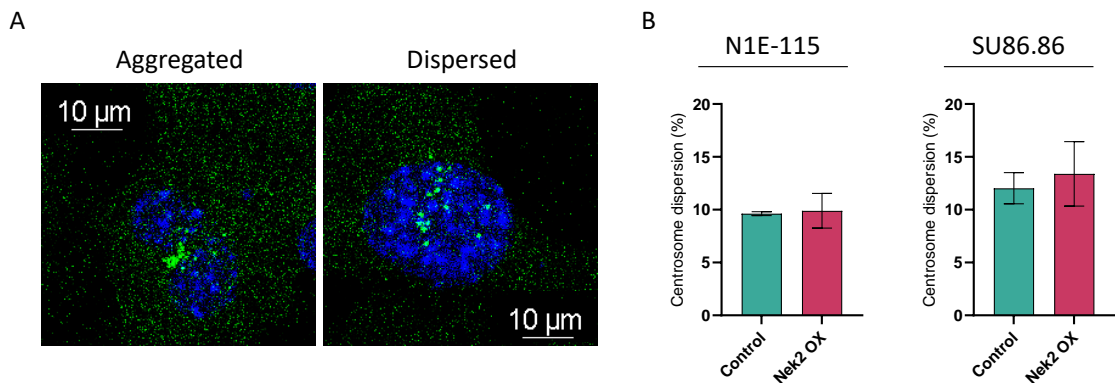 A
Aggregated
Dispersed
10 µm
10 µm
B
N1E-115
SU86.86
Centrosome dispersion (%)
20
15
10
5
0
Control
Nek2 OX
Centrosome dispersion (%)
20
15
10
5
0
Control
Nek2 OX